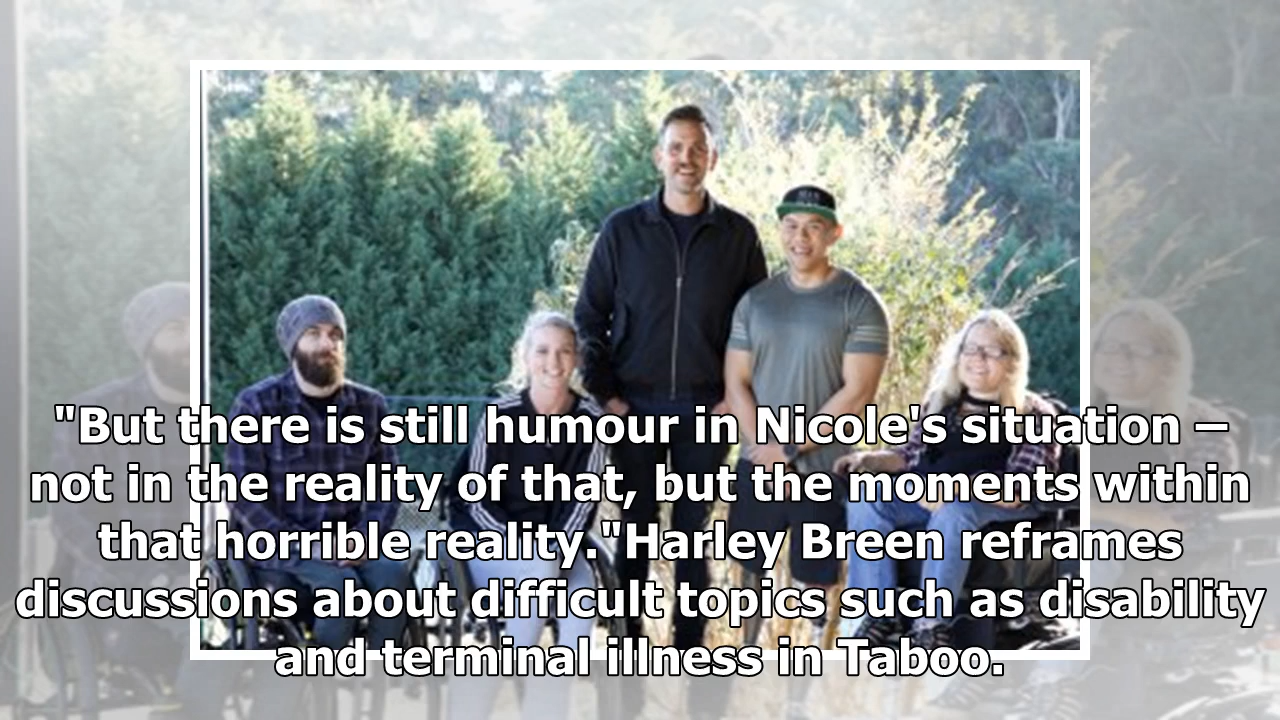 "But there is still humour in Nicole's situation –
not in the reality of that, but the moments within
that horrible reality."Harley Breen reframes
discussions about difficult topics such as disability
and terminal illness in Taboo.